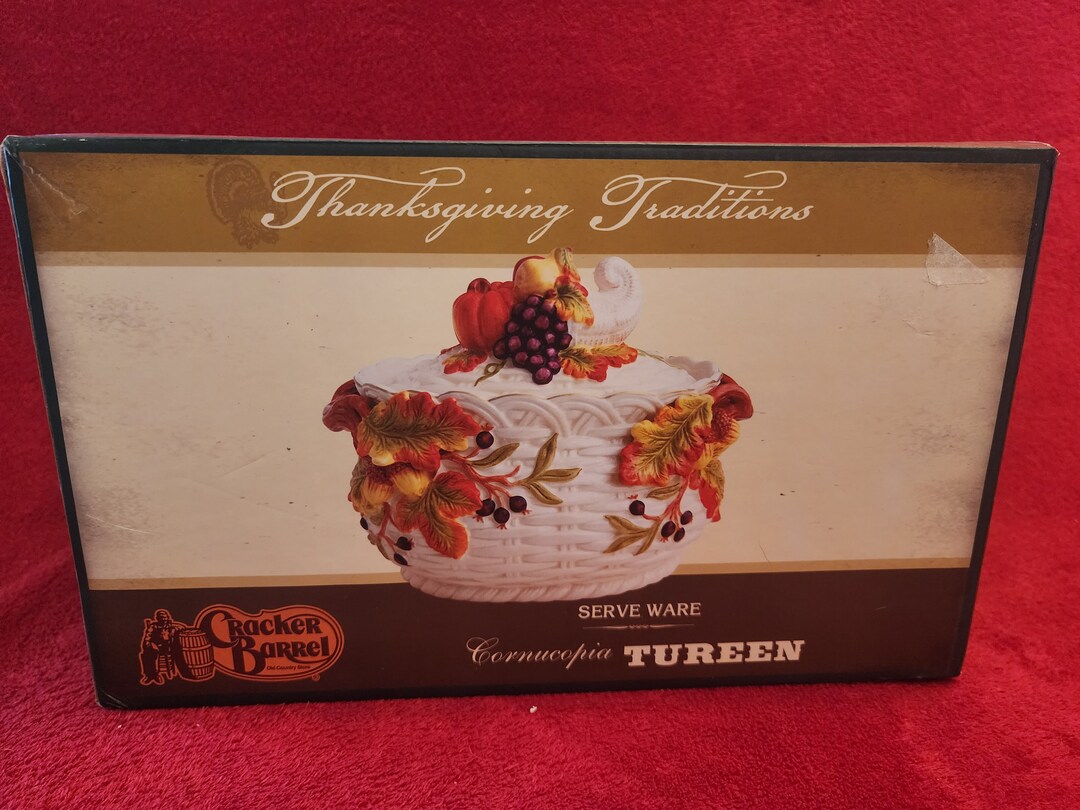 Thanksgiving Traditions
SERVE WARE
Cornucopia TUREEN
Cracker
Barrel
Old Country Store
®